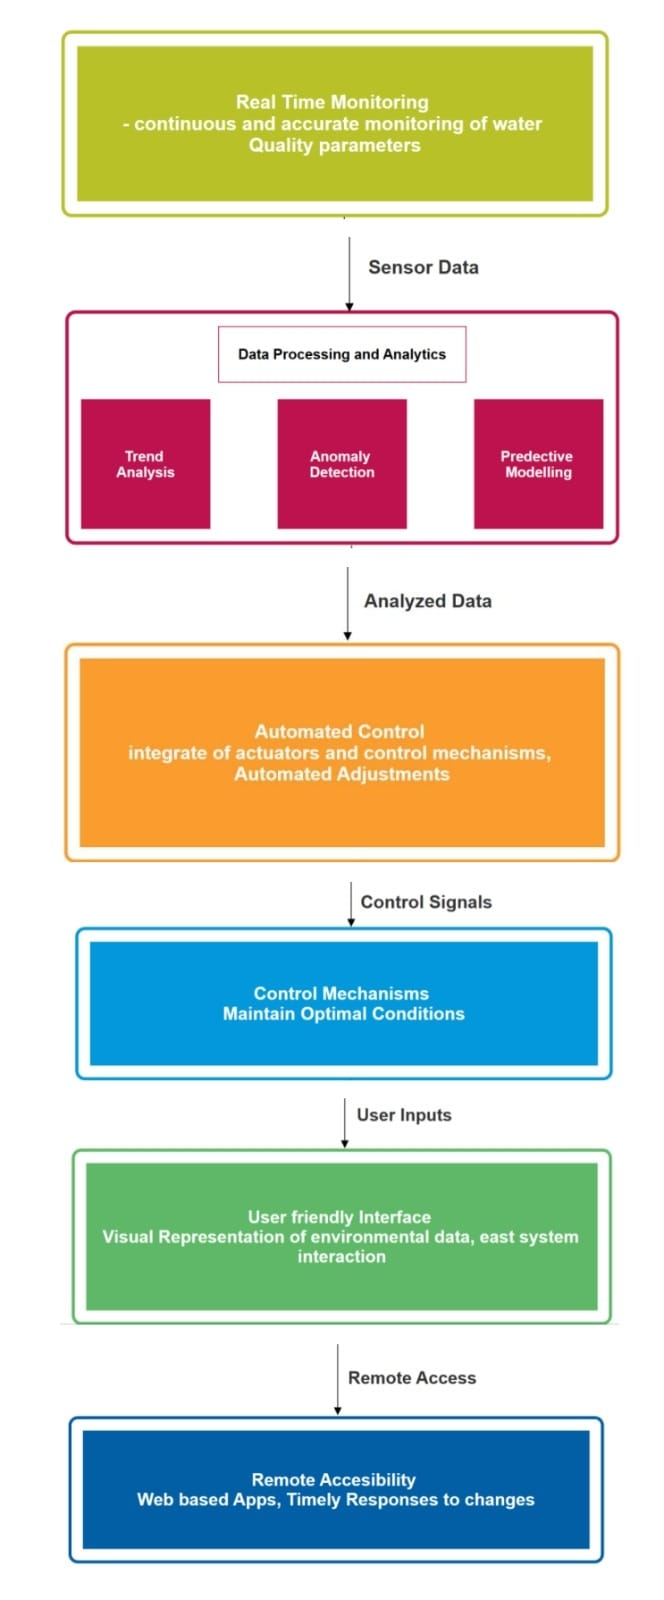 Real Time Monitoring
- continuous and accurate monitoring of water
Quality parameters
Sensor Data
Data Processing and Analytics
Trend
Analysis
Anomaly
Detection
Predective
Modelling
Analyzed Data
Automated Control
integrate of actuators and control mechanisms,
Automated Adjustments
Control Signals
Control Mechanisms
Maintain Optimal Conditions
User Inputs
User friendly Interface
Visual Representation of environmental data, east system
interaction
Remote Access
Remote Accesibility
Web based Apps, Timely Responses to changes